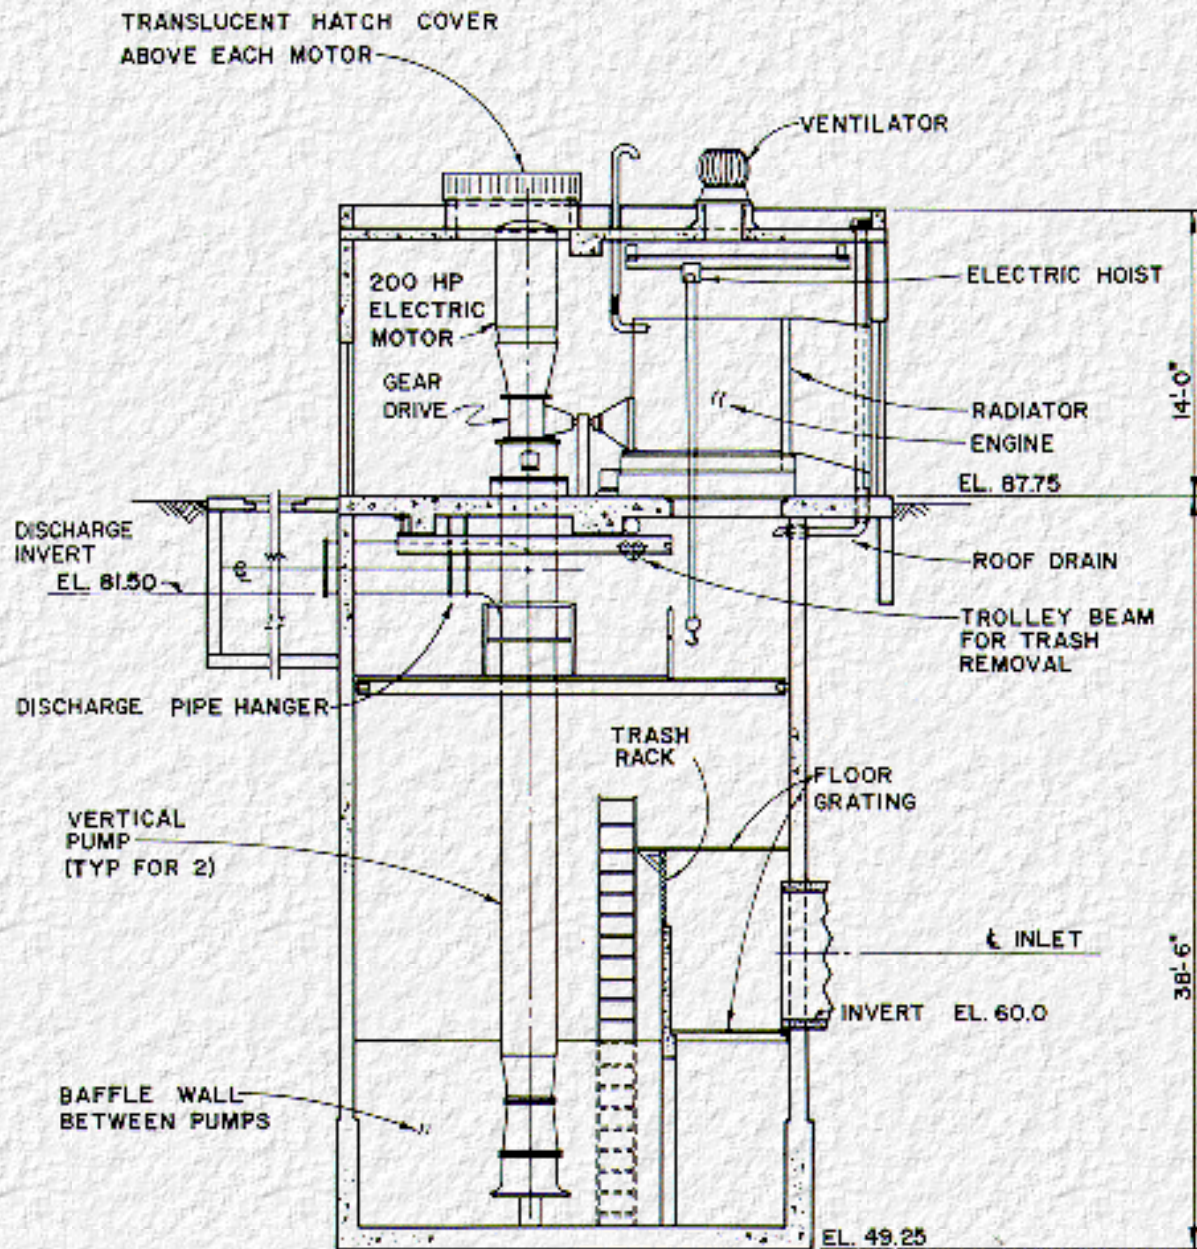 TRANSLUCENT HATCH COVER
ABOVE EACH MOTOR
VENTILATOR
200 HP
ELECTRIC
MOTOR
ELECTRIC HOIST
GEAR
DRIVE
RADIATOR
ENGINE
14'-0"
EL. 87.75
DISCHARGE
INVERT
EL. 81.50
ROOF DRAIN
TROLLEY BEAM
FOR TRASH
REMOVAL
DISCHARGE PIPE HANGER
TRASH
RACK
FLOOR
GRATING
VERTICAL
PUMP
(TYP FOR 2)
℄ INLET
38'-6"
INVERT EL. 60.0
BAFFLE WALL
BETWEEN PUMPS
EL. 49.25